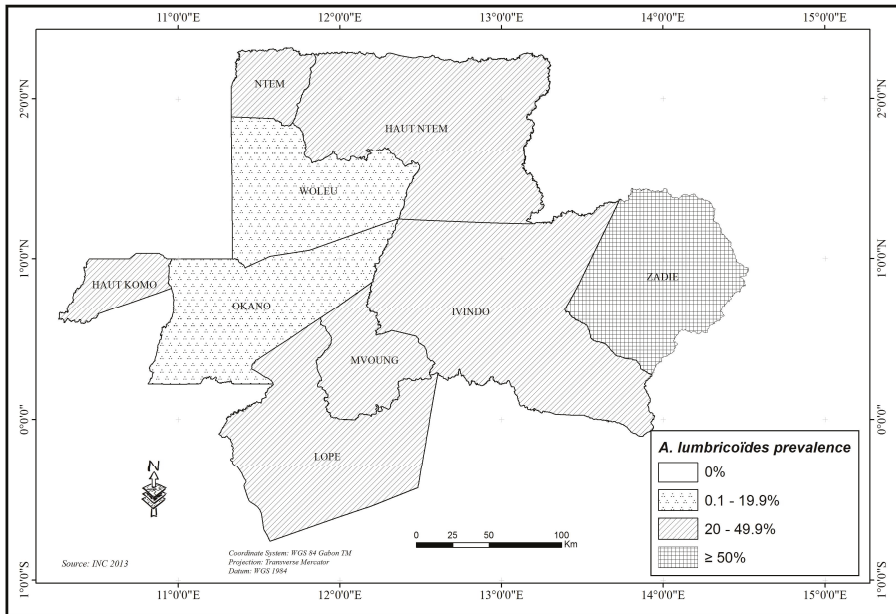 11°0'0"E 12°0'0"E 13°0'0"E 14°0'0"E
2°0'0"N 2°0'0"N
1°0'0"N 1°0'0"N
0°0'0" 0°0'0"
1°0'0"S 1°0'0"S
NTEM
HAUT NTEM
WOLEU
HAUT KOMO
OKANO
IVINDO
ZADIE
MVOUNG
LOPE
N
Source: INC 2013
Coordinate System: WGS 84 Gabon TM
Projection: Transverse Mercator
Datum: WGS 1984
0 25 50 100
Km
A. lumbricoïdes prevalence
0%
0.1 - 19.9%
20 - 49.9%
≥ 50%
11°0'0"E 12°0'0"E 13°0'0"E 14°0'0"E 15°0'0"E